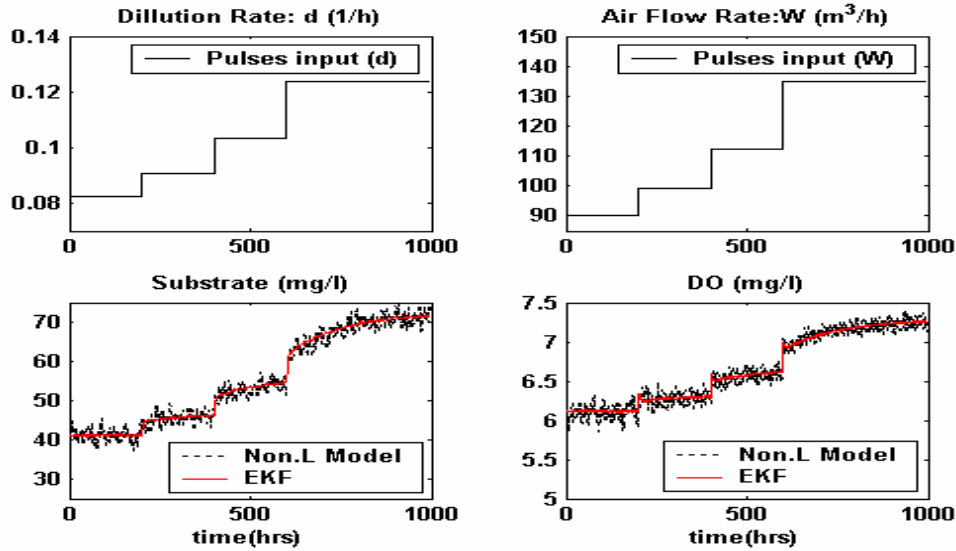 Dillution Rate: d (1/h)
0.14
0.12
0.1
0.08
0
500
1000
Pulses input (d)
Air Flow Rate:W (m³/h)
150
140
130
120
110
100
90
0
500
1000
Pulses input (W)
Substrate (mg/l)
70
60
50
40
30
0
500
1000
time(hrs)
Non.L Model
EKF
DO (mg/l)
7.5
7
6.5
6
5.5
5
0
500
1000
time(hrs)
Non.L Model
EKF